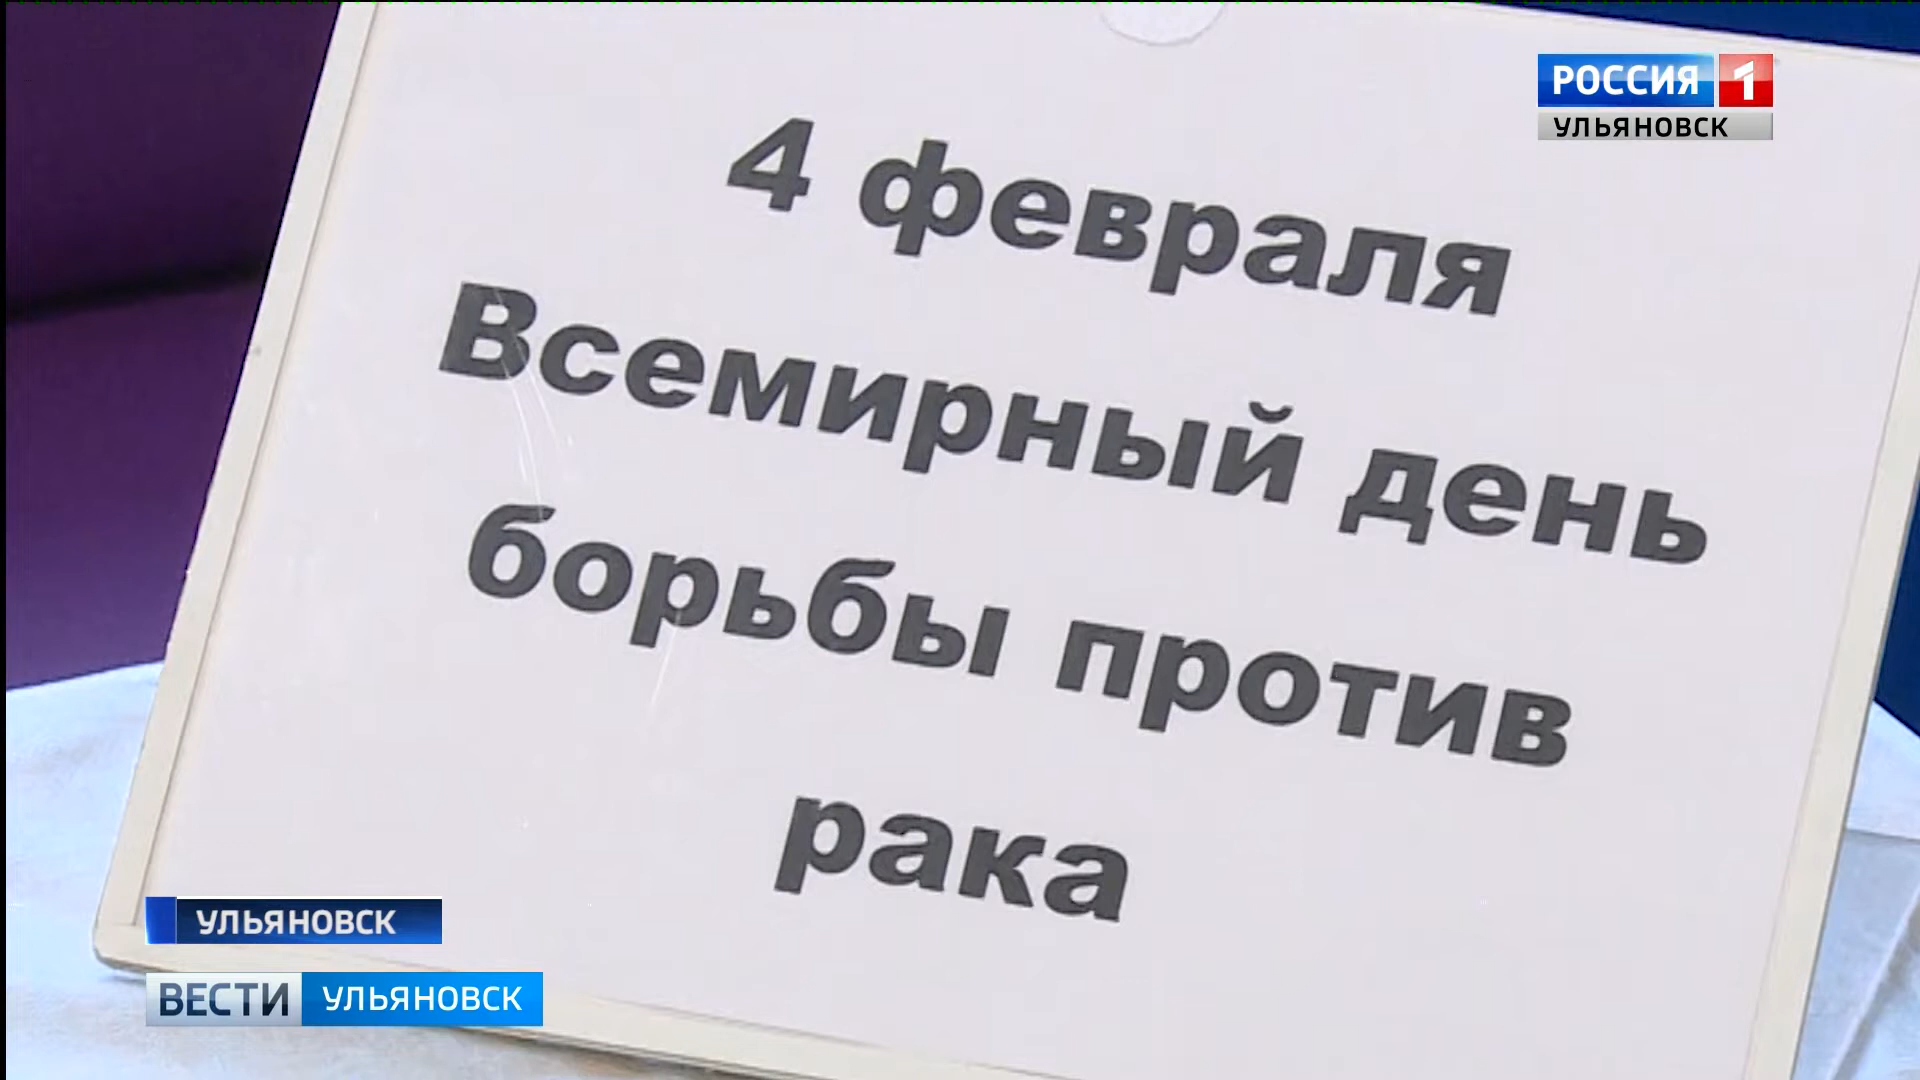 РОССИЯ 1
УЛЬЯНОВСК
4 февраля
Всемирный день
борьбы против
рака
УЛЬЯНОВСК
ВЕСТИ УЛЬЯНОВСК